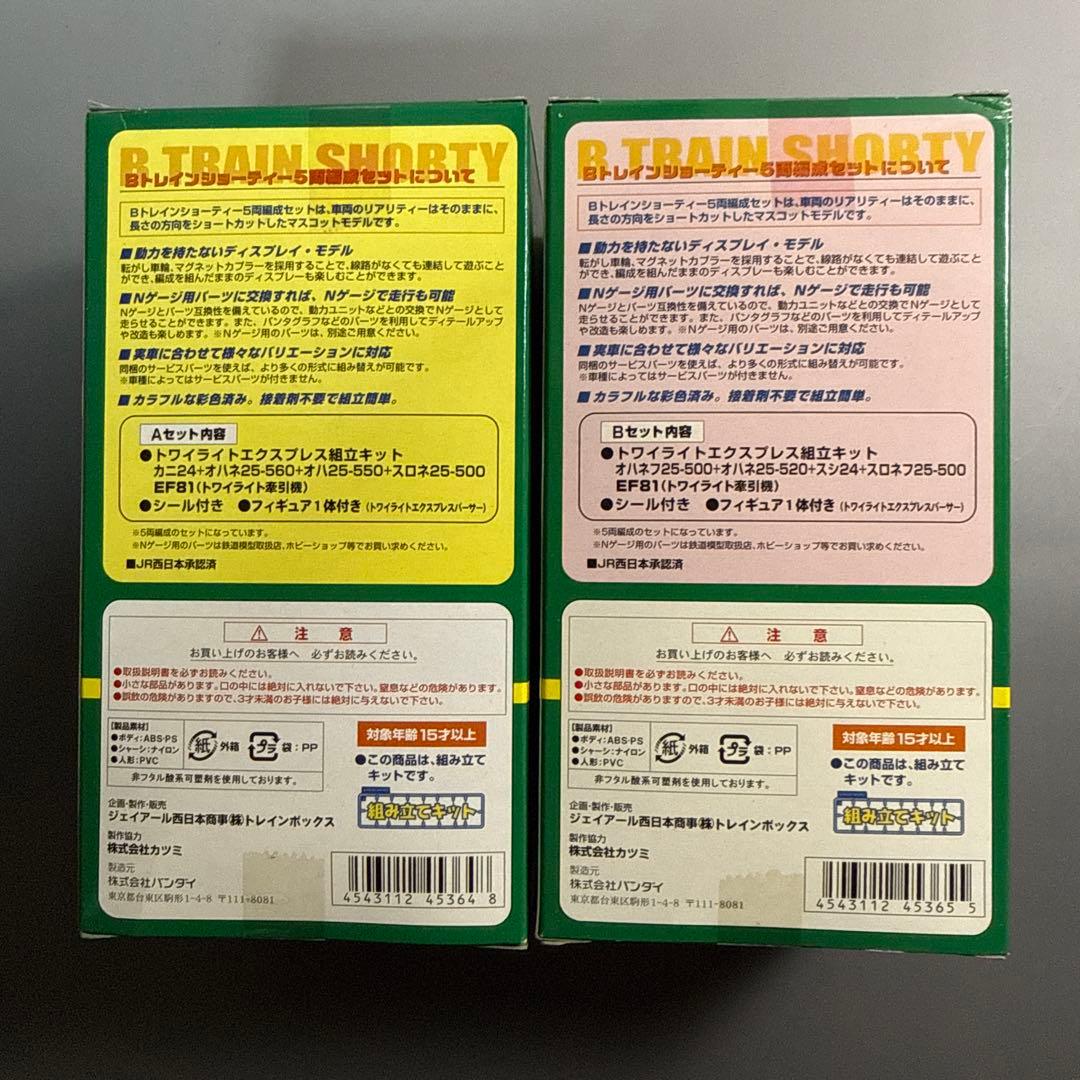 B TRAIN SHORTY
Bトレインショーティー5両編成セットについて
Bトレインショーティー5両編成セットは、車両のリアリティーはそのままに、
長さの方向をショートカットしたマスコットモデルです。
■動力を持たないディスプレイ・モデル
転がし車輪、マグネットカプラーを採用することで、線路がなくても連結して遊ぶこと
ができ、編成を組んだままのディスプレーも楽しむことができます。
■Nゲージ用パーツに交換すれば、Nゲージで走行も可能
Nゲージとパーツ互換性を備えているので、動力ユニットなどとの交換でNゲージとして
走らせることができます。また、パンタグラフなどのパーツを利用してディテールアップ
や改造も楽しめます。※Nゲージ用のパーツは、別途ご用意ください。
■実車に合わせて様々なバリエーションに対応
同梱のサービスパーツを使えば、より多くの形式に組み替えが可能です。
※車種によってはサービスパーツが付きません。
■カラフルな彩色済み。接着剤不要で組立簡単。
Aセット内容
●トワイライトエクスプレス組立キット
カニ24+オハネ25-560+オハ25-550+スロネ25-500
EF81(トワイライト牽引機)
●シール付き ●フィギュア1体付き(トワイライトエクスプレスパーサー)
※5両編成のセットになっています。
※Nゲージ用のパーツは鉄道模型取扱店、ホビーショップ等でお買い求めください。
■JR西日本承認済
⚠ 注意
お買い上げのお客様へ 必ずお読みください。
●取扱説明書を必ずお読みください。
●小さな部品があります。口の中には絶対に入れないで下さい。窒息などの危険があります。
●誤飲の危険がありますので、3才未満のお子様には絶対に与えないで下さい。
【製品素材】
●ボディ:ABS・PS
●シャーシ:ナイロン
●人形:PVC
紙 外箱 プラ 袋:PP
非フタル酸系可塑剤を使用しております。
対象年齢15才以上
●この商品は、組み立て
キットです。
組み立てキット
企画・製作・販売
ジェイアール西日本商事(株)トレインボックス
製作協力
株式会社カツミ
製造元
株式会社バンダイ
東京都台東区駒形1-4-8 〒111-8081
4543112 45364 8
B TRAIN SHORTY
Bトレインショーティー5両編成セットについて
Bトレインショーティー5両編成セットは、車両のリアリティーはそのままに、
長さの方向をショートカットしたマスコットモデルです。
■動力を持たないディスプレイ・モデル
転がし車輪、マグネットカプラーを採用することで、線路がなくても連結して遊ぶこと
ができ、編成を組んだままのディスプレーも楽しむことができます。
■Nゲージ用パーツに交換すれば、Nゲージで走行も可能
Nゲージとパーツ互換性を備えているので、動力ユニットなどとの交換でNゲージとして
走らせることができます。また、パンタグラフなどのパーツを利用してディテールアップ
や改造も楽しめます。※Nゲージ用のパーツは、別途ご用意ください。
■実車に合わせて様々なバリエーションに対応
同梱のサービスパーツを使えば、より多くの形式に組み替えが可能です。
※車種によってはサービスパーツが付きません。
■カラフルな彩色済み。接着剤不要で組立簡単。
Bセット内容
●トワイライトエクスプレス組立キット
オハネフ25-500+オハネ25-520+スシ24+スロネフ25-500
EF81(トワイライト牽引機)
●シール付き ●フィギュア1体付き(トワイライトエクスプレスパーサー)
※5両編成のセットになっています。
※Nゲージ用のパーツは鉄道模型取扱店、ホビーショップ等でお買い求めください。
■JR西日本承認済
⚠ 注意
お買い上げのお客様へ 必ずお読みください。
●取扱説明書を必ずお読みください。
●小さな部品があります。口の中には絶対に入れないで下さい。窒息などの危険があります。
●誤飲の危険がありますので、3才未満のお子様には絶対に与えないで下さい。
【製品素材】
●ボディ:ABS・PS
●シャーシ:ナイロン
●人形:PVC
紙 外箱 プラ 袋:PP
非フタル酸系可塑剤を使用しております。
対象年齢15才以上
●この商品は、組み立て
キットです。
組み立てキット
企画・製作・販売
ジェイアール西日本商事(株)トレインボックス
製作協力
株式会社カツミ
製造元
株式会社バンダイ
東京都台東区駒形1-4-8 〒111-8081
4543112 45365 5